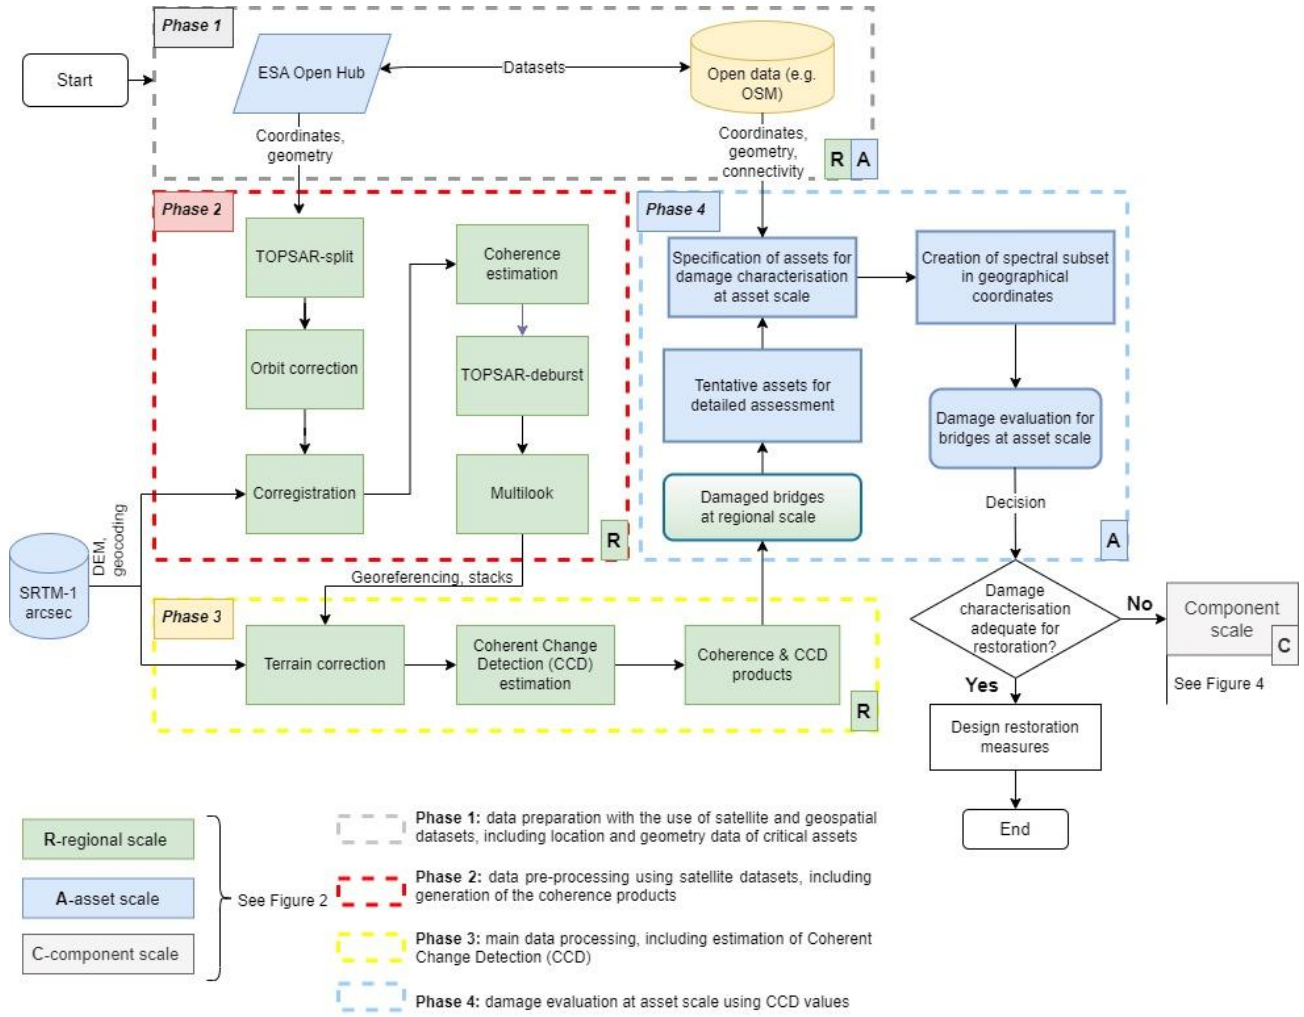 Phase 1
Start
ESA Open Hub
Datasets
Open data (e.g.
OSM)
Coordinates,
geometry
Coordinates,
geometry,
connectivity
R
A
Phase 2
TOPSAR-split
Orbit correction
Corregistration
Coherence
estimation
TOPSAR-deburst
Multilook
R
Phase 4
Specification of assets for
damage characterisation
at asset scale
Creation of spectral subset
in geographical
coordinates
Tentative assets for
detailed assessment
Damage evaluation for
bridges at asset scale
Damaged bridges
at regional scale
Decision
A
SRTM-1
arcsec
DEM,
geocoding
Georeferencing, stacks
Phase 3
Terrain correction
Coherent Change
Detection (CCD)
estimation
Coherence & CCD
products
R
Damage
characterisation
adequate for
restoration?
No
Component
scale
C
See Figure 4
Yes
Design restoration
measures
End
R-regional scale
A-asset scale
C-component scale
See Figure 2
Phase 1: data preparation with the use of satellite and geospatial
datasets, including location and geometry data of critical assets
Phase 2: data pre-processing using satellite datasets, including
generation of the coherence products
Phase 3: main data processing, including estimation of Coherent
Change Detection (CCD)
Phase 4: damage evaluation at asset scale using CCD values